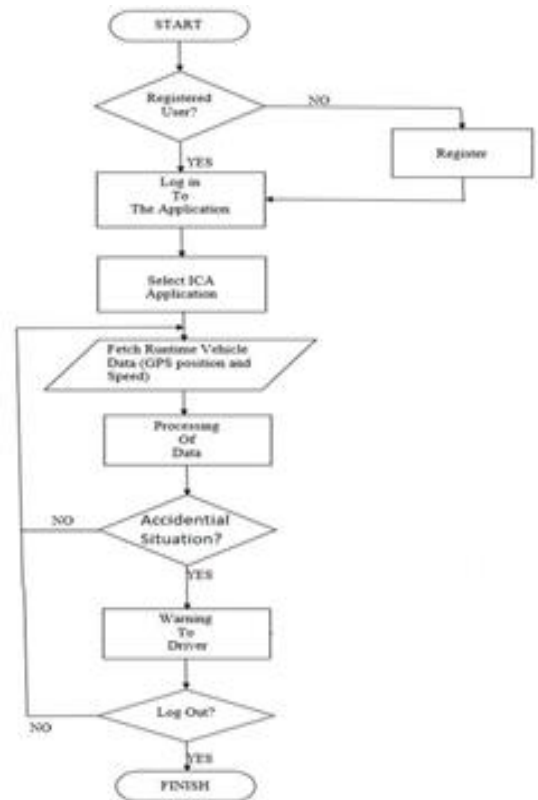 START
Registered
User?
NO
Register
YES
Log in
To
The Application
Select ICA
Application
Fetch Runtime Vehicle
Data (GPS position and
Speed)
Processing
Of
Data
Accidential
Situation?
NO
YES
Warning
To
Driver
Log Out?
NO
YES
FINISH